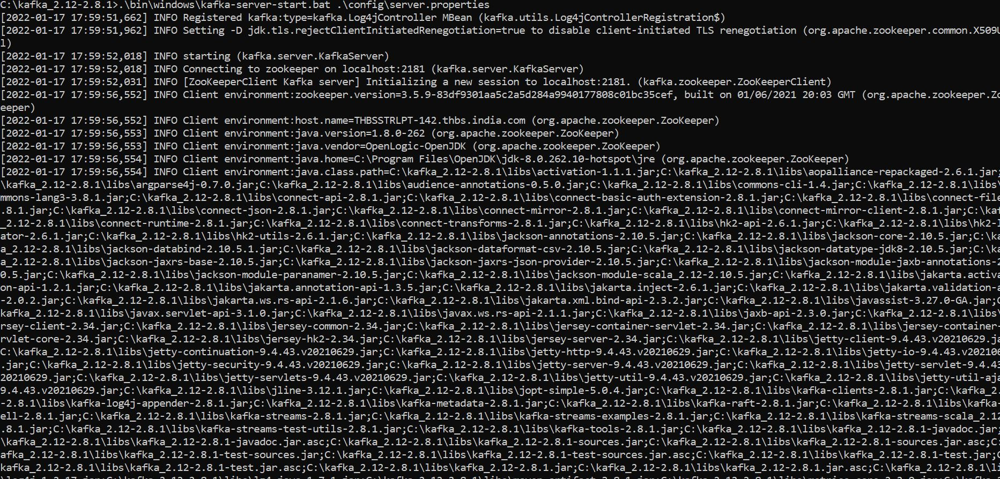 C:\kafka_2.12-2.8.1>.\bin\windows\kafka-server-start.bat .\config\server.properties
[2022-01-17 17:59:51,662] INFO Registered kafka:type=kafka.Log4jController MBean (kafka.utils.Log4jControllerRegistration$)
[2022-01-17 17:59:51,962] INFO Setting -D jdk.tls.rejectClientInitiatedRenegotiation=true to disable client-initiated TLS renegotiation (org.apache.zookeeper.common.X509U
l)
[2022-01-17 17:59:52,018] INFO starting (kafka.server.KafkaServer)
[2022-01-17 17:59:52,018] INFO Connecting to zookeeper on localhost:2181 (kafka.server.KafkaServer)
[2022-01-17 17:59:52,031] INFO [ZooKeeperClient Kafka server] Initializing a new session to localhost:2181. (kafka.zookeeper.ZooKeeperClient)
[2022-01-17 17:59:56,552] INFO Client environment:zookeeper.version=3.5.9-83df9301aa5c2a5d284a9940177808c01bc35cef, built on 01/06/2021 20:03 GMT (org.apache.zookeeper.Zo
eeper)
[2022-01-17 17:59:56,552] INFO Client environment:host.name=THBSSTRLPT-142.thbs.india.com (org.apache.zookeeper.ZooKeeper)
[2022-01-17 17:59:56,553] INFO Client environment:java.version=1.8.0-262 (org.apache.zookeeper.ZooKeeper)
[2022-01-17 17:59:56,553] INFO Client environment:java.vendor=OpenLogic-OpenJDK (org.apache.zookeeper.ZooKeeper)
[2022-01-17 17:59:56,554] INFO Client environment:java.home=C:\Program Files\OpenJDK\jdk-8.0.262.10-hotspot\jre (org.apache.zookeeper.ZooKeeper)
[2022-01-17 17:59:56,554] INFO Client environment:java.class.path=C:\kafka_2.12-2.8.1\libs\activation-1.1.1.jar;C:\kafka_2.12-2.8.1\libs\aopalliance-repackaged-2.6.1.jar;
\kafka_2.12-2.8.1\libs\argparse4j-0.7.0.jar;C:\kafka_2.12-2.8.1\libs\audience-annotations-0.5.0.jar;C:\kafka_2.12-2.8.1\libs\commons-cli-1.4.jar;C:\kafka_2.12-2.8.1\libs\
mmons-lang3-3.8.1.jar;C:\kafka_2.12-2.8.1\libs\connect-api-2.8.1.jar;C:\kafka_2.12-2.8.1\libs\connect-basic-auth-extension-2.8.1.jar;C:\kafka_2.12-2.8.1\libs\connect-file
.8.1.jar;C:\kafka_2.12-2.8.1\libs\connect-json-2.8.1.jar;C:\kafka_2.12-2.8.1\libs\connect-mirror-2.8.1.jar;C:\kafka_2.12-2.8.1\libs\connect-mirror-client-2.8.1.jar;C:\kaf
_2.12-2.8.1\libs\connect-runtime-2.8.1.jar;C:\kafka_2.12-2.8.1\libs\connect-transforms-2.8.1.jar;C:\kafka_2.12-2.8.1\libs\hk2-api-2.6.1.jar;C:\kafka_2.12-2.8.1\libs\hk2-l
ator-2.6.1.jar;C:\kafka_2.12-2.8.1\libs\hk2-utils-2.6.1.jar;C:\kafka_2.12-2.8.1\libs\jackson-annotations-2.10.5.jar;C:\kafka_2.12-2.8.1\libs\jackson-core-2.10.5.jar;C:\ka
a_2.12-2.8.1\libs\jackson-databind-2.10.5.1.jar;C:\kafka_2.12-2.8.1\libs\jackson-dataformat-csv-2.10.5.jar;C:\kafka_2.12-2.8.1\libs\jackson-datatype-jdk8-2.10.5.jar;C:\ka
a_2.12-2.8.1\libs\jackson-jaxrs-base-2.10.5.jar;C:\kafka_2.12-2.8.1\libs\jackson-jaxrs-json-provider-2.10.5.jar;C:\kafka_2.12-2.8.1\libs\jackson-module-jaxb-annotations-2
0.5.jar;C:\kafka_2.12-2.8.1\libs\jackson-module-paranamer-2.10.5.jar;C:\kafka_2.12-2.8.1\libs\jackson-module-scala_2.12-2.10.5.jar;C:\kafka_2.12-2.8.1\libs\jakarta.activa
on-api-1.2.1.jar;C:\kafka_2.12-2.8.1\libs\jakarta.annotation-api-1.3.5.jar;C:\kafka_2.12-2.8.1\libs\jakarta.inject-2.6.1.jar;C:\kafka_2.12-2.8.1\libs\jakarta.validation-a
-2.0.2.jar;C:\kafka_2.12-2.8.1\libs\jakarta.ws.rs-api-2.1.6.jar;C:\kafka_2.12-2.8.1\libs\jakarta.xml.bind-api-2.3.2.jar;C:\kafka_2.12-2.8.1\libs\javassist-3.27.0-GA.jar;C
kafka_2.12-2.8.1\libs\javax.servlet-api-3.1.0.jar;C:\kafka_2.12-2.8.1\libs\javax.ws.rs-api-2.1.1.jar;C:\kafka_2.12-2.8.1\libs\jaxb-api-2.3.0.jar;C:\kafka_2.12-2.8.1\libs\
rsey-client-2.34.jar;C:\kafka_2.12-2.8.1\libs\jersey-common-2.34.jar;C:\kafka_2.12-2.8.1\libs\jersey-container-servlet-2.34.jar;C:\kafka_2.12-2.8.1\libs\jersey-container-
rvlet-core-2.34.jar;C:\kafka_2.12-2.8.1\libs\jersey-hk2-2.34.jar;C:\kafka_2.12-2.8.1\libs\jersey-server-2.34.jar;C:\kafka_2.12-2.8.1\libs\jetty-client-9.4.43.v20210629.ja
C:\kafka_2.12-2.8.1\libs\jetty-continuation-9.4.43.v20210629.jar;C:\kafka_2.12-2.8.1\libs\jetty-http-9.4.43.v20210629.jar;C:\kafka_2.12-2.8.1\libs\jetty-io-9.4.43.v202106
.jar;C:\kafka_2.12-2.8.1\libs\jetty-security-9.4.43.v20210629.jar;C:\kafka_2.12-2.8.1\libs\jetty-server-9.4.43.v20210629.jar;C:\kafka_2.12-2.8.1\libs\jetty-servlet-9.4.43
20210629.jar;C:\kafka_2.12-2.8.1\libs\jetty-servlets-9.4.43.v20210629.jar;C:\kafka_2.12-2.8.1\libs\jetty-util-9.4.43.v20210629.jar;C:\kafka_2.12-2.8.1\libs\jetty-util-aja
9.4.43.v20210629.jar;C:\kafka_2.12-2.8.1\libs\jline-3.12.1.jar;C:\kafka_2.12-2.8.1\libs\jopt-simple-5.0.4.jar;C:\kafka_2.12-2.8.1\libs\kafka-clients-2.8.1.jar;C:\kafka_2.
-2.8.1\libs\kafka-log4j-appender-2.8.1.jar;C:\kafka_2.12-2.8.1\libs\kafka-metadata-2.8.1.jar;C:\kafka_2.12-2.8.1\libs\kafka-raft-2.8.1.jar;C:\kafka_2.12-2.8.1\libs\kafka-
ell-2.8.1.jar;C:\kafka_2.12-2.8.1\libs\kafka-streams-2.8.1.jar;C:\kafka_2.12-2.8.1\libs\kafka-streams-examples-2.8.1.jar;C:\kafka_2.12-2.8.1\libs\kafka-streams-scala_2.12
.8.1.jar;C:\kafka_2.12-2.8.1\libs\kafka-streams-test-utils-2.8.1.jar;C:\kafka_2.12-2.8.1\libs\kafka-tools-2.8.1.jar;C:\kafka_2.12-2.8.1\libs\kafka_2.12-2.8.1-javadoc.jar;
\kafka_2.12-2.8.1\libs\kafka_2.12-2.8.1-javadoc.jar.asc;C:\kafka_2.12-2.8.1\libs\kafka_2.12-2.8.1-sources.jar;C:\kafka_2.12-2.8.1\libs\kafka_2.12-2.8.1-sources.jar.asc;C:
afka_2.12-2.8.1\libs\kafka_2.12-2.8.1-test-sources.jar;C:\kafka_2.12-2.8.1\libs\kafka_2.12-2.8.1-test-sources.jar.asc;C:\kafka_2.12-2.8.1\libs\kafka_2.12-2.8.1-test.jar;C
kafka_2.12-2.8.1\libs\kafka_2.12-2.8.1-test.jar.asc;C:\kafka_2.12-2.8.1\libs\kafka_2.12-2.8.1.jar;C:\kafka_2.12-2.8.1\libs\kafka_2.12-2.8.1.jar.asc;C:\kafka_2.12-2.8.1\li